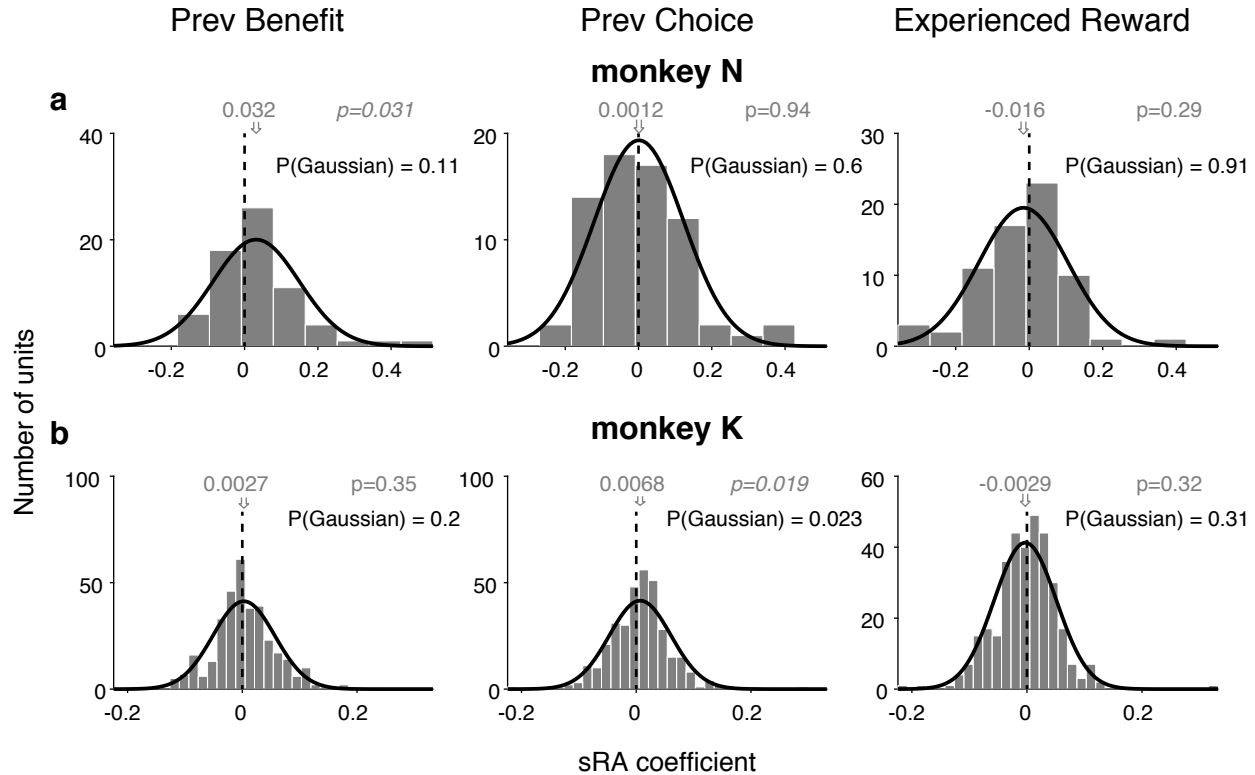 Prev Benefit Prev Choice Experienced Reward
monkey N
a
0.032 p=0.031 0.0012 p=0.94 -0.016 p=0.29
40 20 30
P(Gaussian) = 0.11 P(Gaussian) = 0.6 P(Gaussian) = 0.91
20 10 20
10
0 0 0
-0.2 0 0.2 0.4 -0.2 0 0.2 0.4 -0.2 0 0.2 0.4
Number of units
monkey K
b
100 100 60
0.0027 p=0.35 0.0068 p=0.019 -0.0029 p=0.32
P(Gaussian) = 0.2 P(Gaussian) = 0.023 P(Gaussian) = 0.31
40
50 50
20
0 0 0
-0.2 0 0.2 -0.2 0 0.2 -0.2 0 0.2
sRA coefficient